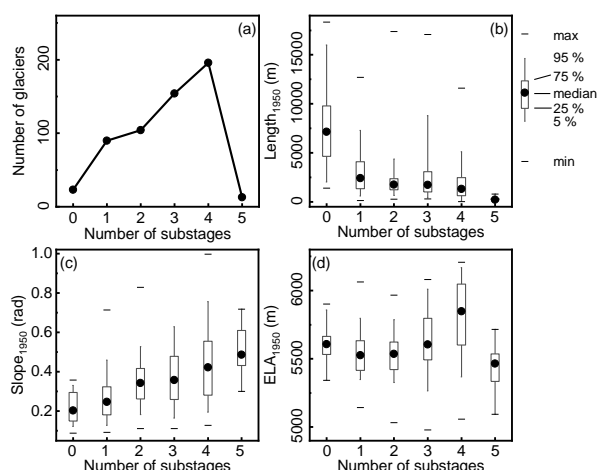 (a)
Number of glaciers
200
100
0
0 1 2 3 4 5
Number of substages
(b)
Length1950 (m)
15000
10000
5000
0
0 1 2 3 4 5
Number of substages
max
95 %
75 %
median
25 %
5 %
min
(c)
Slope1950 (rad)
1.0
0.8
0.6
0.4
0.2
0 1 2 3 4 5
Number of substages
(d)
ELA1950 (m)
6000
5500
5000
0 1 2 3 4 5
Number of substages